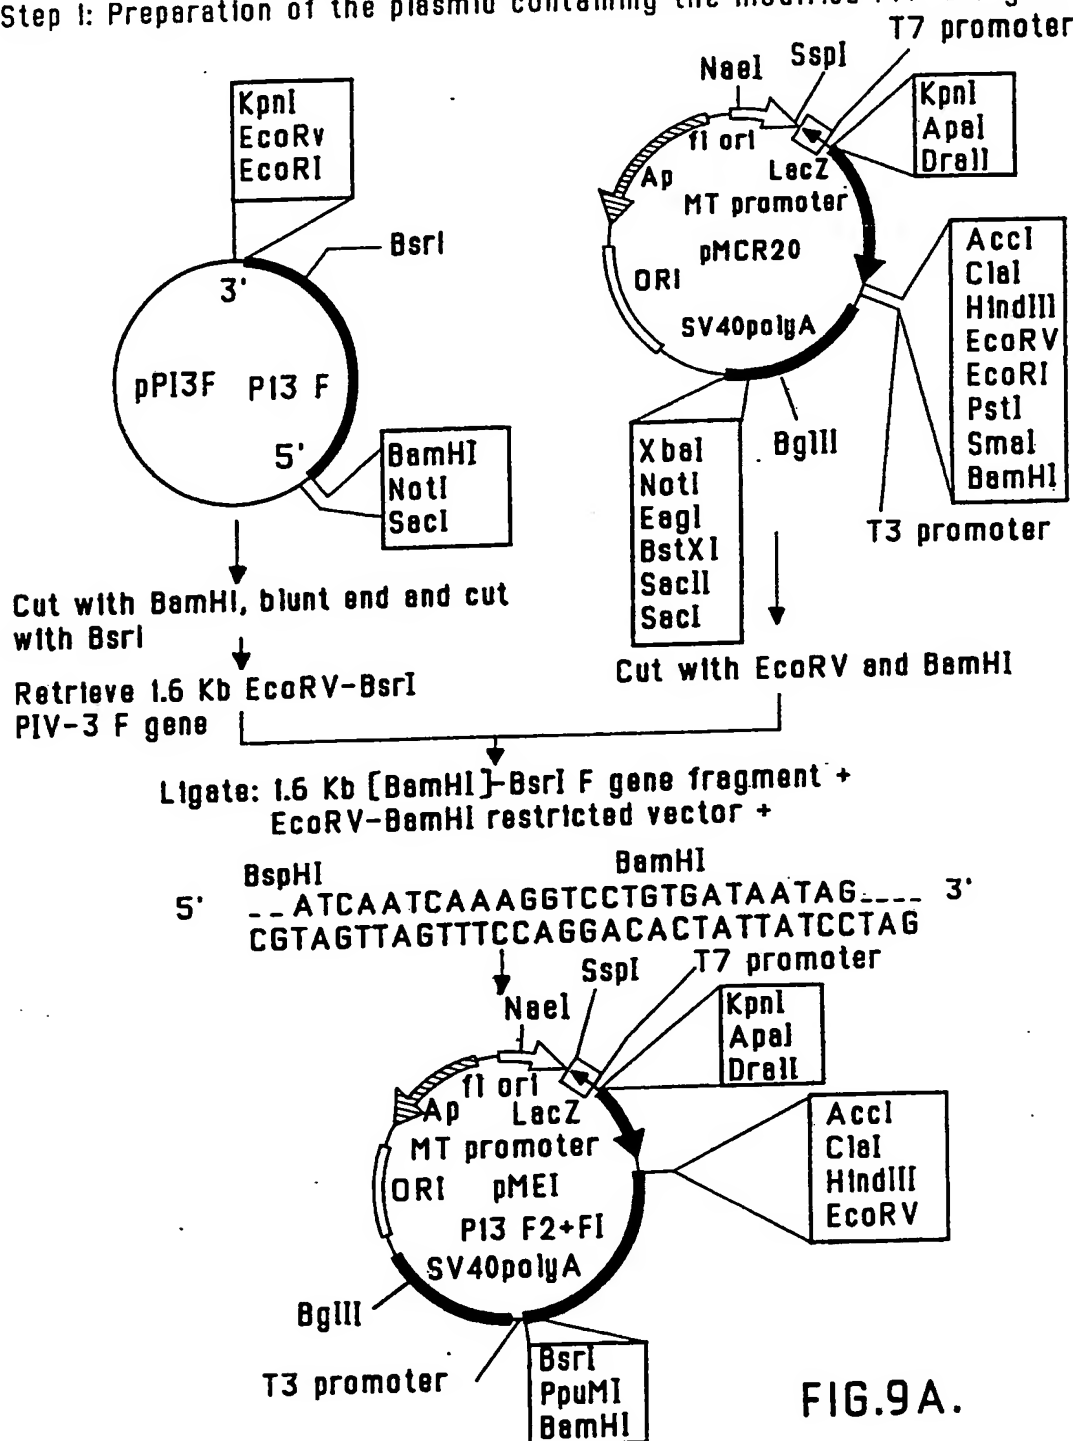 Step 1: Preparation of the plasmid containing the modified
T7 promoter
SspI
NaeI
KpnI
EcoRv
EcoRI
BsrI
3'
pPI3F PI3 F
5'
BamHI
NotI
SacI
Cut with BamHI, blunt end and cut
with BsrI
Retrieve 1.6 Kb EcoRV-BsrI
PIV-3 F gene
KpnI
ApaI
DraII
f1 ori
LacZ
Ap
MT promoter
pMCR20
ORI
SV40polyA
AccI
ClaI
HindIII
EcoRV
EcoRI
PstI
SmaI
BamHI
T3 promoter
BglII
XbaI
NotI
EagI
BstXI
SacII
SacI
Cut with EcoRV and BamHI
Ligate: 1.6 Kb [BamHI]-BsrI F gene fragment +
EcoRV-BamHI restricted vector +
BspHI BamHI
5' --ATCAATCAAAGGTCCTGTGATAATAG---- 3'
CGTAGTTAGTTTCCAGGACACTATTATCCTAG
SspI
T7 promoter
NaeI
KpnI
ApaI
DraII
f1 ori
Ap
LacZ
MT promoter
ORI pMEI
PI3 F2+FI
SV40polyA
AccI
ClaI
HindIII
EcoRV
BglII
T3 promoter
BsrI
PpuMI
BamHI
FIG.9A.